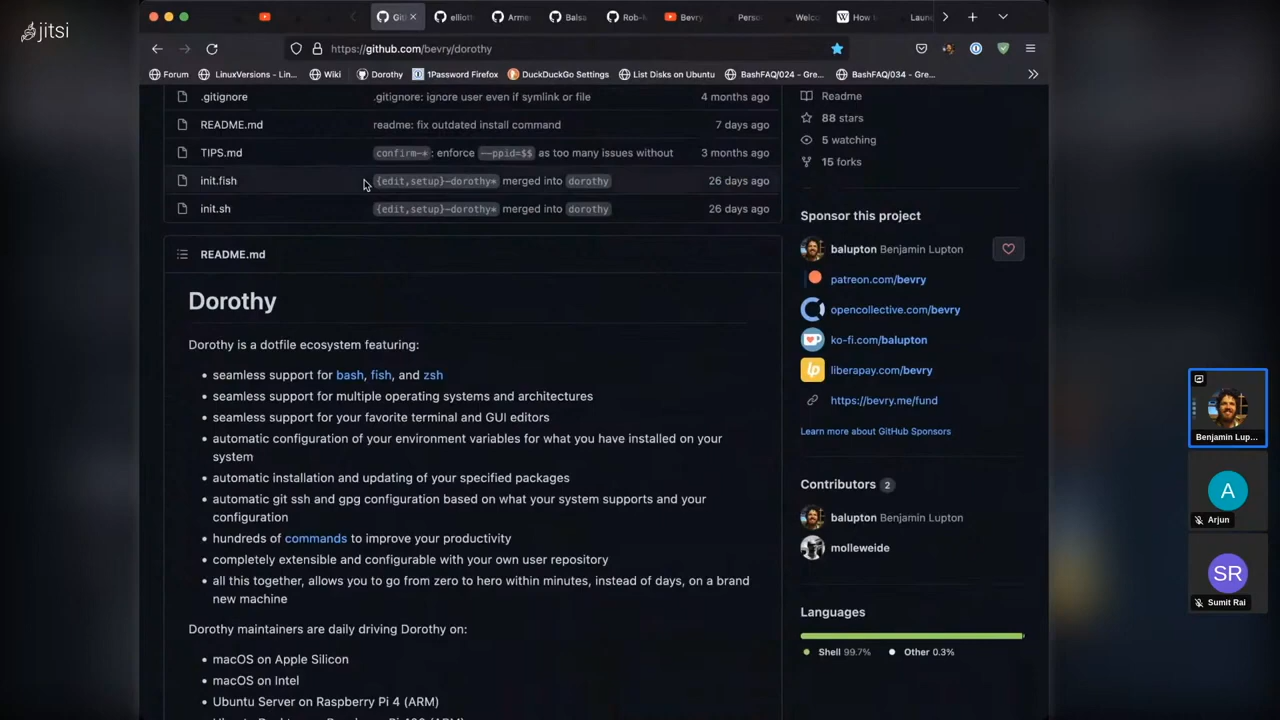 jitsi
Git
elliott
Arme
Balsa
Rob-
Bevry
Perso
Welco
How
Laun
https://github.com/bevry/dorothy
Forum
LinuxVersions - Lin...
Wiki
Dorothy
1Password Firefox
DuckDuckGo Settings
List Disks on Ubuntu
BashFAQ/024 - Gre...
BashFAQ/034 - Gre...
.gitignore .gitignore: ignore user even if symlink or file 4 months ago
README.md readme: fix outdated install command 7 days ago
TIPS.md confirm-*: enforce --ppid=$$ as too many issues without 3 months ago
init.fish {edit,setup}-dorothy* merged into dorothy 26 days ago
init.sh {edit,setup}-dorothy* merged into dorothy 26 days ago
README.md
Dorothy
Dorothy is a dotfile ecosystem featuring:
• seamless support for bash, fish, and zsh
• seamless support for multiple operating systems and architectures
• seamless support for your favorite terminal and GUI editors
• automatic configuration of your environment variables for what you have installed on your
system
• automatic installation and updating of your specified packages
• automatic git ssh and gpg configuration based on what your system supports and your
configuration
• hundreds of commands to improve your productivity
• completely extensible and configurable with your own user repository
• all this together, allows you to go from zero to hero within minutes, instead of days, on a brand
new machine
Dorothy maintainers are daily driving Dorothy on:
• macOS on Apple Silicon
• macOS on Intel
• Ubuntu Server on Raspberry Pi 4 (ARM)
Readme
88 stars
5 watching
15 forks
Sponsor this project
balupton Benjamin Lupton
patreon.com/bevry
opencollective.com/bevry
ko-fi.com/balupton
lp
liberapay.com/bevry
https://bevry.me/fund
Learn more about GitHub Sponsors
Contributors 2
balupton Benjamin Lupton
molleweide
Languages
Shell 99.7%
Other 0.3%
Benjamin Lup...
A
Arjun
SR
Sumit Rai